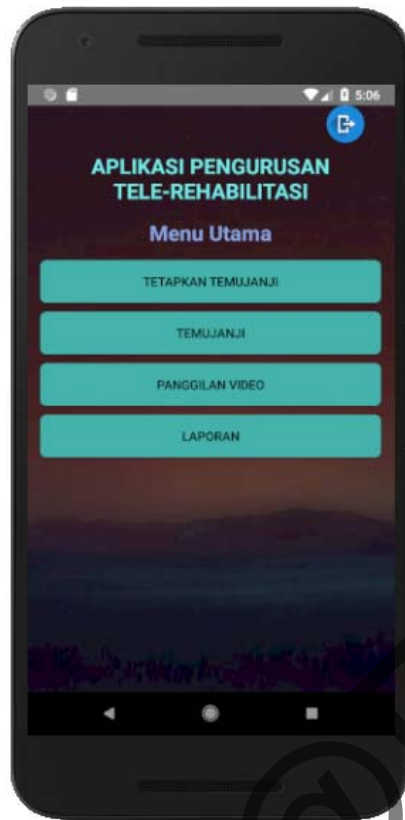 5:06
APLIKASI PENGURUSAN
TELE-REHABILITASI
Menu Utama
TETAPKAN TEMUJANJI
TEMUJANJI
PANGGILAN VIDEO
LAPORAN